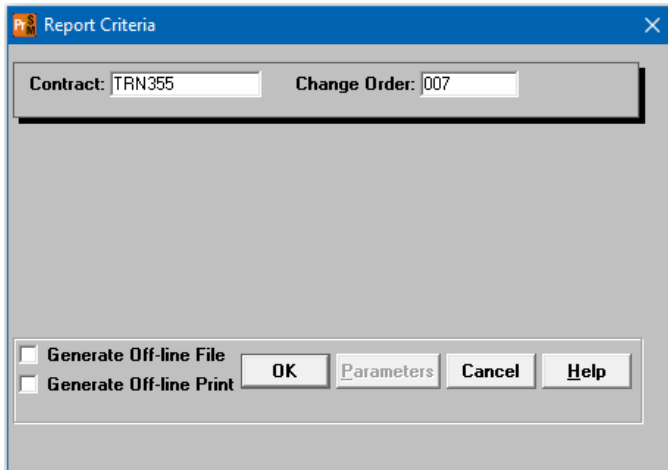 PrSM Report Criteria
Contract: TRN355 Change Order: 007
Generate Off-line File
Generate Off-line Print
OK Parameters Cancel Help